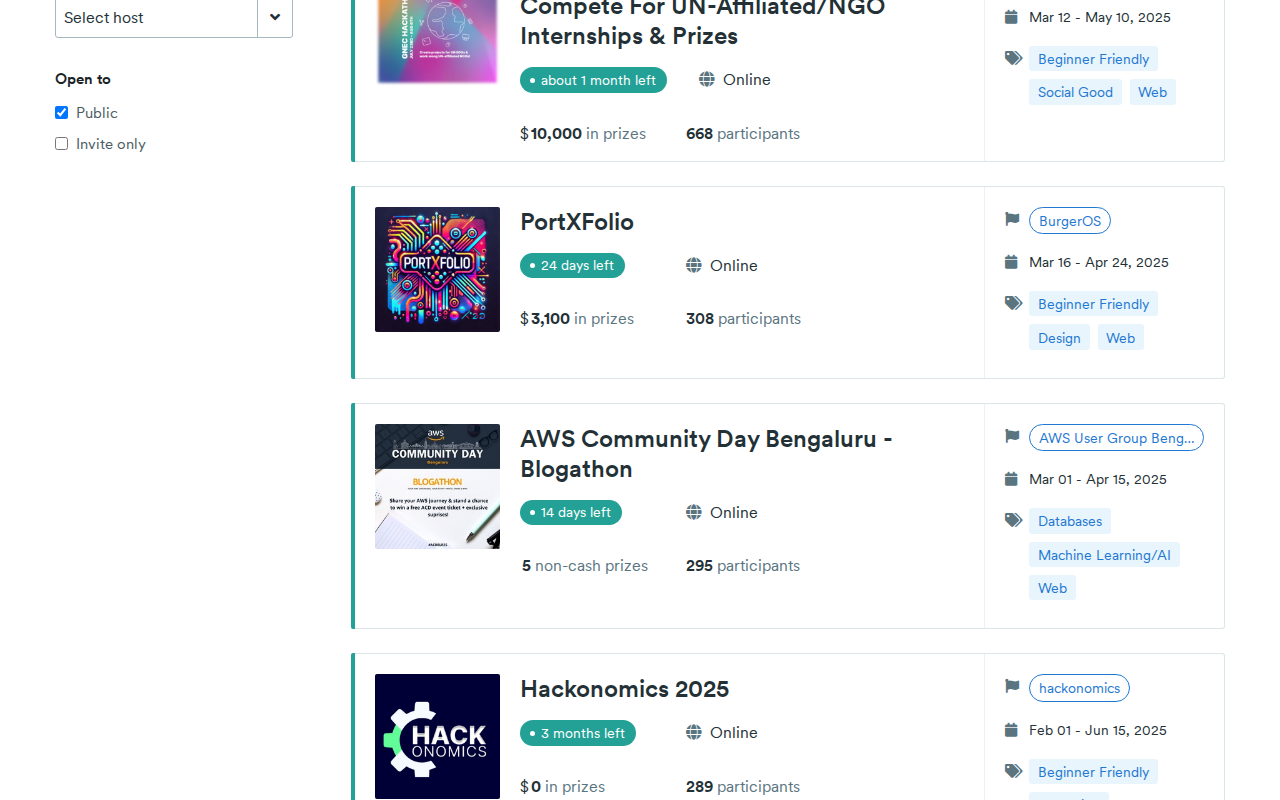 Select host
Open to
Public
Invite only
Compete For UN-Affiliated/NGO
Internships & Prizes
about 1 month left
Online
$10,000 in prizes
668 participants
Mar 12 - May 10, 2025
Beginner Friendly
Social Good
Web
PORTXFOLIO
PortXFolio
24 days left
Online
$3,100 in prizes
308 participants
BurgerOS
Mar 16 - Apr 24, 2025
Beginner Friendly
Design
Web
aws
COMMUNITY DAY
Bengaluru
BLOGATHON
Share your AWS journey & stand a chance
to win a free ACD event ticket + exclusive
suprises!
AWS Community Day Bengaluru -
Blogathon
14 days left
Online
5 non-cash prizes
295 participants
AWS User Group Beng...
Mar 01 - Apr 15, 2025
Databases
Machine Learning/AI
Web
HACK
ONOMICS
Hackonomics 2025
3 months left
Online
$0 in prizes
289 participants
hackonomics
Feb 01 - Jun 15, 2025
Beginner Friendly